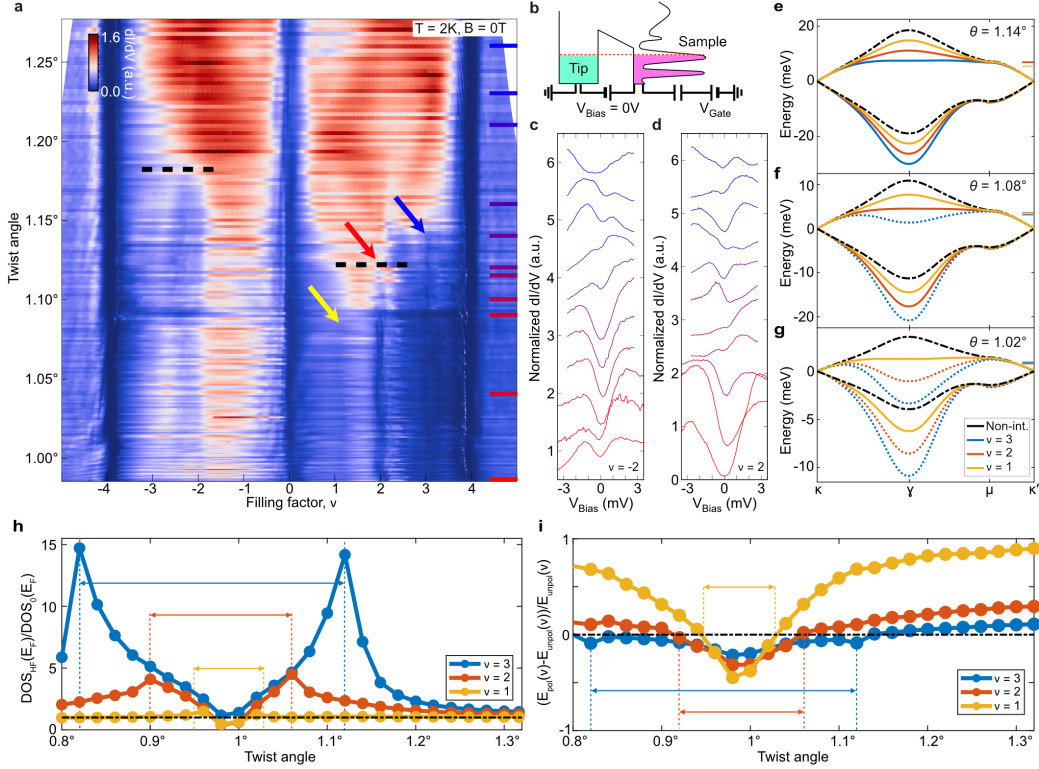 a
T = 2K, B = 0T
1.6
dI/dV (a.u.)
0.0
Twist angle
1.25°
1.20°
1.15°
1.10°
1.05°
1.00°
-4 -3 -2 -1 0 1 2 3 4
Filling factor, ν
b
Tip
Sample
V_Bias = 0V
V_Gate
c
Normalized dI/dV (a.u.)
6
5
4
3
2
1
ν = -2
-3 0 3
V_Bias (mV)
d
Normalized dI/dV (a.u.)
6
5
4
3
2
1
0
ν = 2
-3 0 3
V_Bias (mV)
e
θ = 1.14°
Energy (meV)
20
0
-20
f
θ = 1.08°
Energy (meV)
10
0
-10
-20
g
θ = 1.02°
Energy (meV)
5
0
-5
-10
Non-int.
ν = 3
ν = 2
ν = 1
κ γ μ κ'
h
DOS_HF(E_F)/DOS_0(E_F)
15
10
5
0
ν = 3
ν = 2
ν = 1
0.8° 0.9° 1.0° 1.1° 1.2° 1.3°
Twist angle
i
(E_pol(ν)-E_unpol(ν))/E_unpol(ν)
1
0
-1
ν = 3
ν = 2
ν = 1
0.8° 0.9° 1.0° 1.1° 1.2° 1.3°
Twist angle